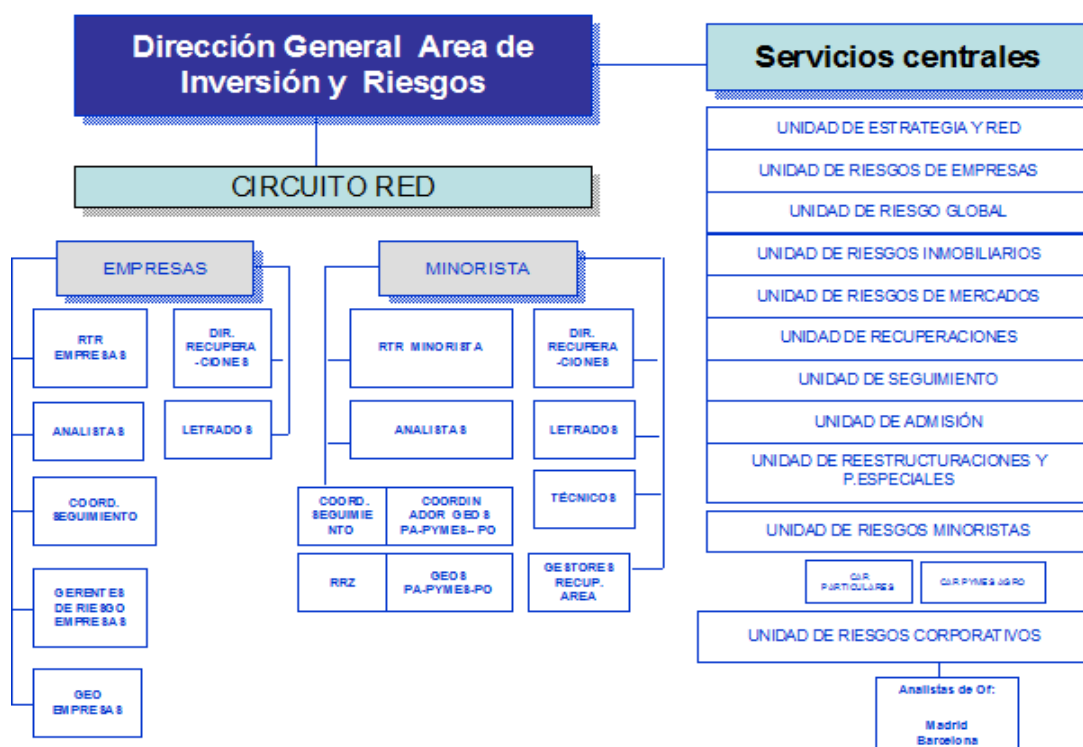 Dirección General Area de
Inversión y Riesgos
Servicios centrales
CIRCUITO RED
UNIDAD DE ESTRATEGIA Y RED
UNIDAD DE RIESGOS DE EMPRESAS
UNIDAD DE RIESGO GLOBAL
UNIDAD DE RIESGOS INMOBILIARIOS
UNIDAD DE RIESGOS DE MERCADOS
UNIDAD DE RECUPERACIONES
UNIDAD DE SEGUIMIENTO
UNIDAD DE ADMISIÓN
UNIDAD DE REESTRUCTURACIONES Y
P.ESPECIALES
UNIDAD DE RIESGOS MINORISTAS
CAR
PARTICULARES
CAR PYMES AGRO
UNIDAD DE RIESGOS CORPORATIVOS
Analistas de Of:
Madrid
Barcelona
EMPRESAS
RTR
EMPRESAS
DIR.
RECUPERA
-CIONES
ANALISTAS
LETRADOS
COORD.
SEGUIMIENTO
GERENTES
DE RIESGO
EMPRESAS
GEO
EMPRESAS
MINORISTA
RTR MINORISTA
DIR.
RECUPERA
-CIONES
ANALISTAS
LETRADOS
COORD.
SEGUIMIE
NTO
COORDIN
ADOR GEOS
PA-PYMES-- PO
TÉCNICOS
RRZ
GEOS
PA-PYMES-PO
GESTORES
RECUP.
AREA